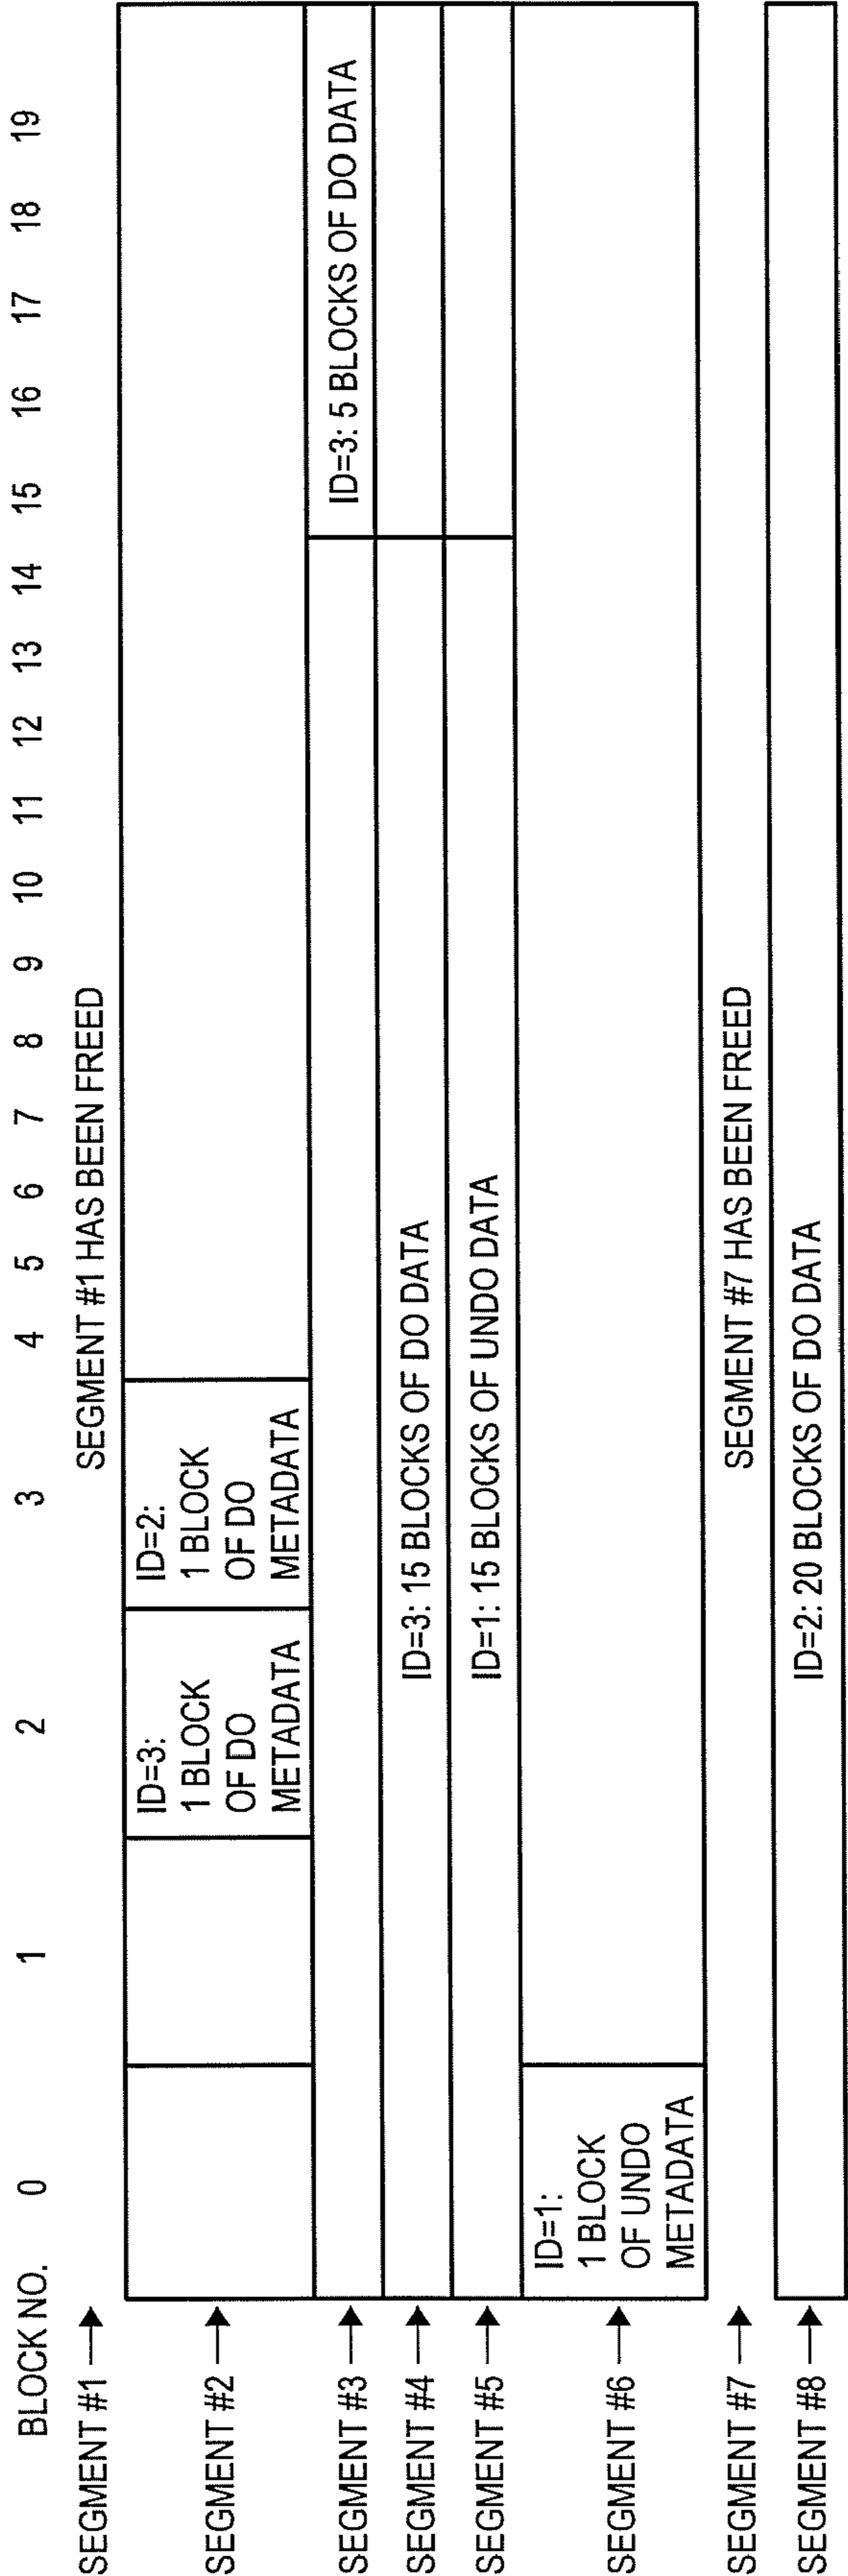 BLOCK NO. 0 1 2 3 4 5 6 7 8 9 10 11 12 13 14 15 16 17 18 19
SEGMENT #1 SEGMENT #1 HAS BEEN FREED
SEGMENT #2
ID=3:
1 BLOCK
OF DO
METADATA
ID=2:
1 BLOCK
OF DO
METADATA
SEGMENT #3 ID=3: 5 BLOCKS OF DO DATA
SEGMENT #4 ID=3: 15 BLOCKS OF DO DATA
SEGMENT #5 ID=1: 15 BLOCKS OF UNDO DATA
SEGMENT #6
ID=1:
1 BLOCK
OF UNDO
METADATA
SEGMENT #7 SEGMENT #7 HAS BEEN FREED
SEGMENT #8 ID=2: 20 BLOCKS OF DO DATA